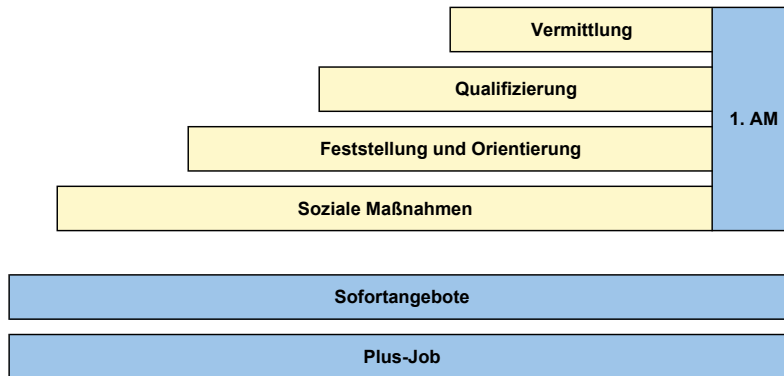 Vermittlung
Qualifizierung
1. AM
Feststellung und Orientierung
Soziale Maßnahmen
Sofortangebote
Plus-Job